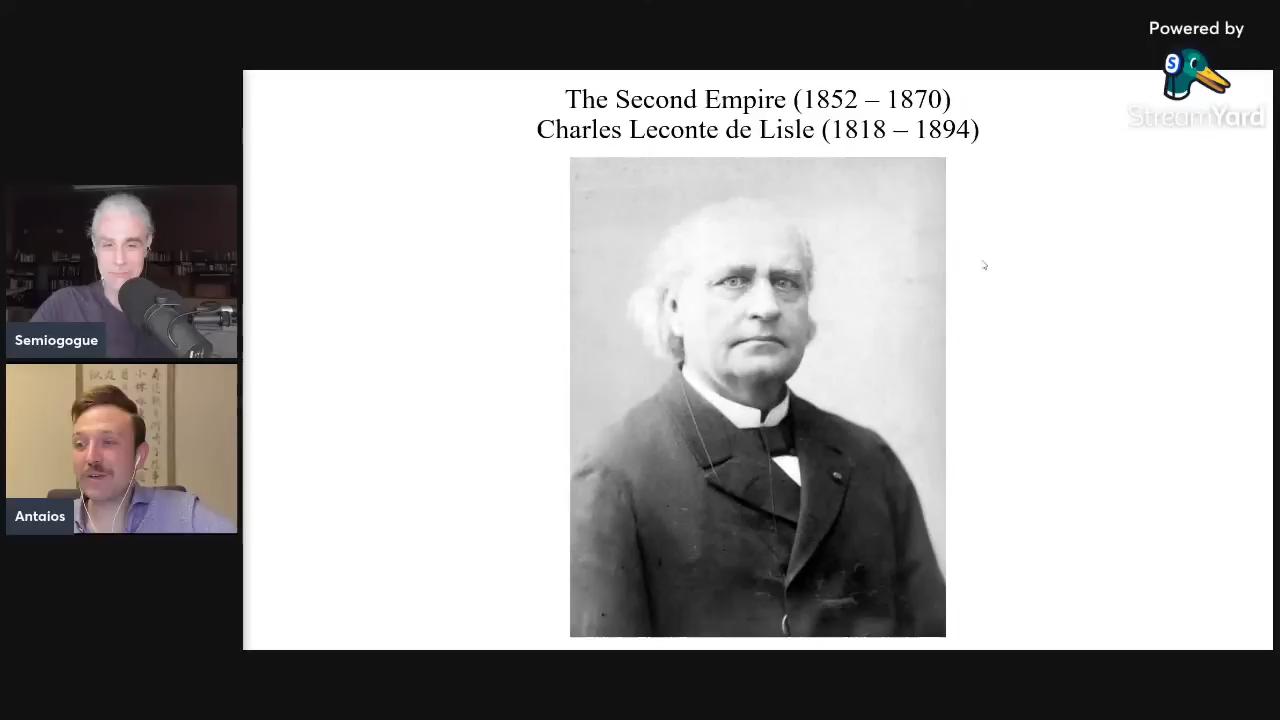 Powered by
StreamYard
The Second Empire (1852 – 1870)
Charles Leconte de Lisle (1818 – 1894)
Semiogogue
Antaios